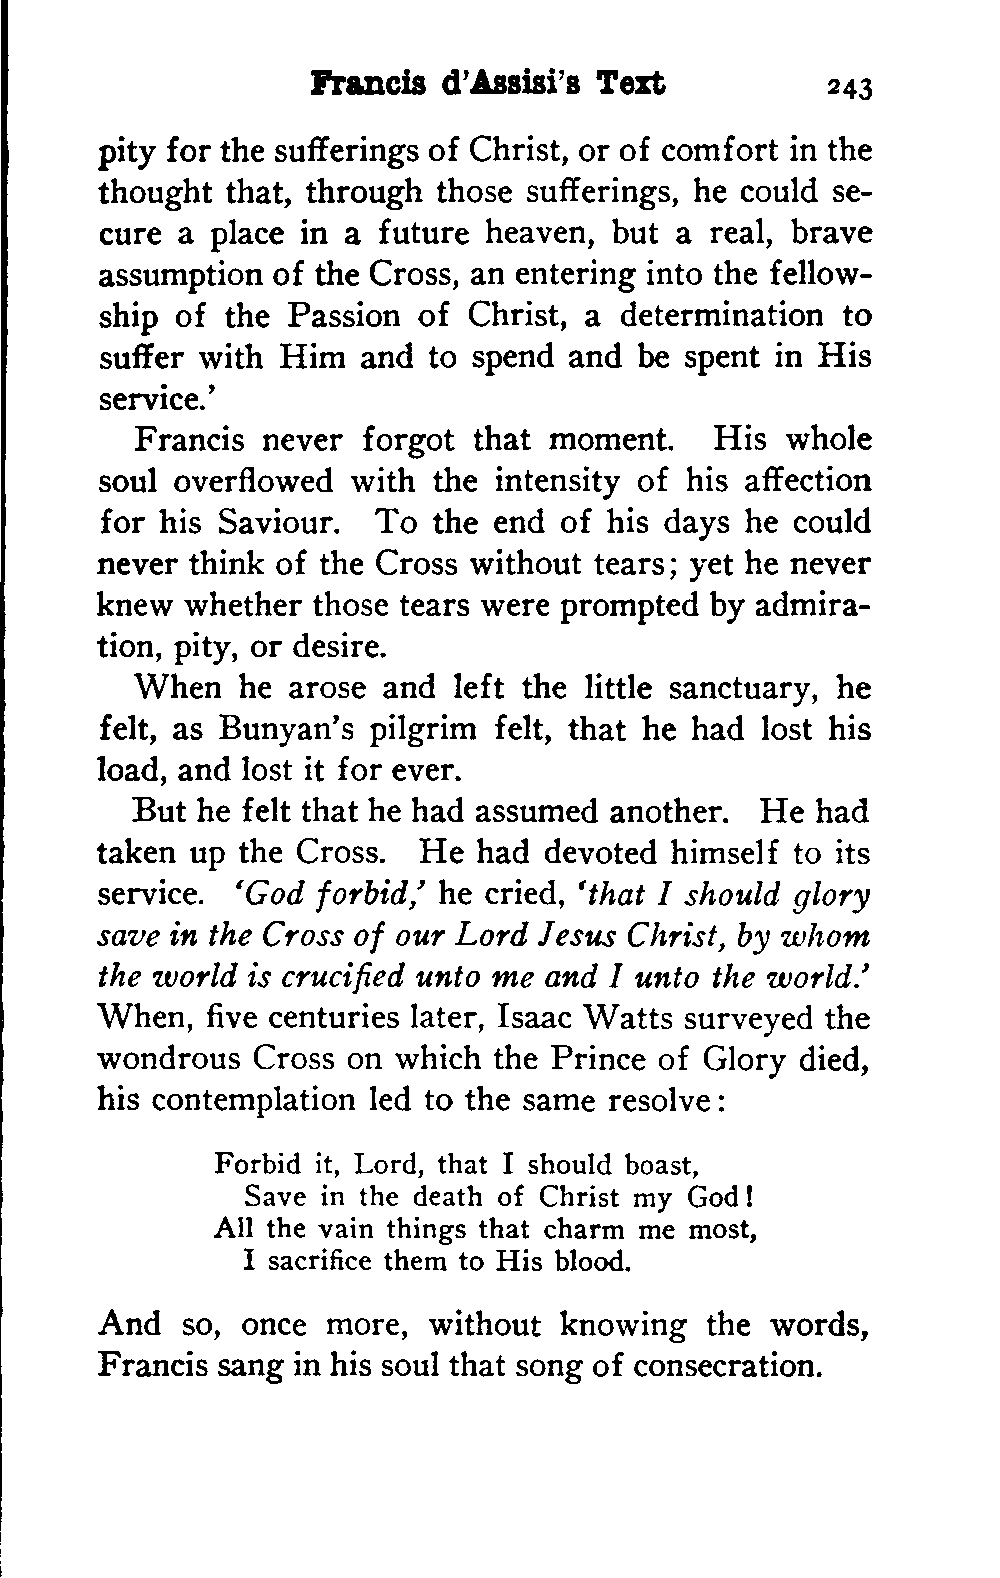 Francis d'Assisi's Text 243
pity for the sufferings of Christ, or of comfort in the
thought that, through those sufferings, he could se-
cure a place in a future heaven, but a real, brave
assumption of the Cross, an entering into the fellow-
ship of the Passion of Christ, a determination to
suffer with Him and to spend and be spent in His
service.'
Francis never forgot that moment. His whole
soul overflowed with the intensity of his affection
for his Saviour. To the end of his days he could
never think of the Cross without tears; yet he never
knew whether those tears were prompted by admira-
tion, pity, or desire.
When he arose and left the little sanctuary, he
felt, as Bunyan's pilgrim felt, that he had lost his
load, and lost it for ever.
But he felt that he had assumed another. He had
taken up the Cross. He had devoted himself to its
service. 'God forbid,' he cried, 'that I should glory
save in the Cross of our Lord Jesus Christ, by whom
the world is crucified unto me and I unto the world.'
When, five centuries later, Isaac Watts surveyed the
wondrous Cross on which the Prince of Glory died,
his contemplation led to the same resolve:
Forbid it, Lord, that I should boast,
Save in the death of Christ my God!
All the vain things that charm me most,
I sacrifice them to His blood.
And so, once more, without knowing the words,
Francis sang in his soul that song of consecration.